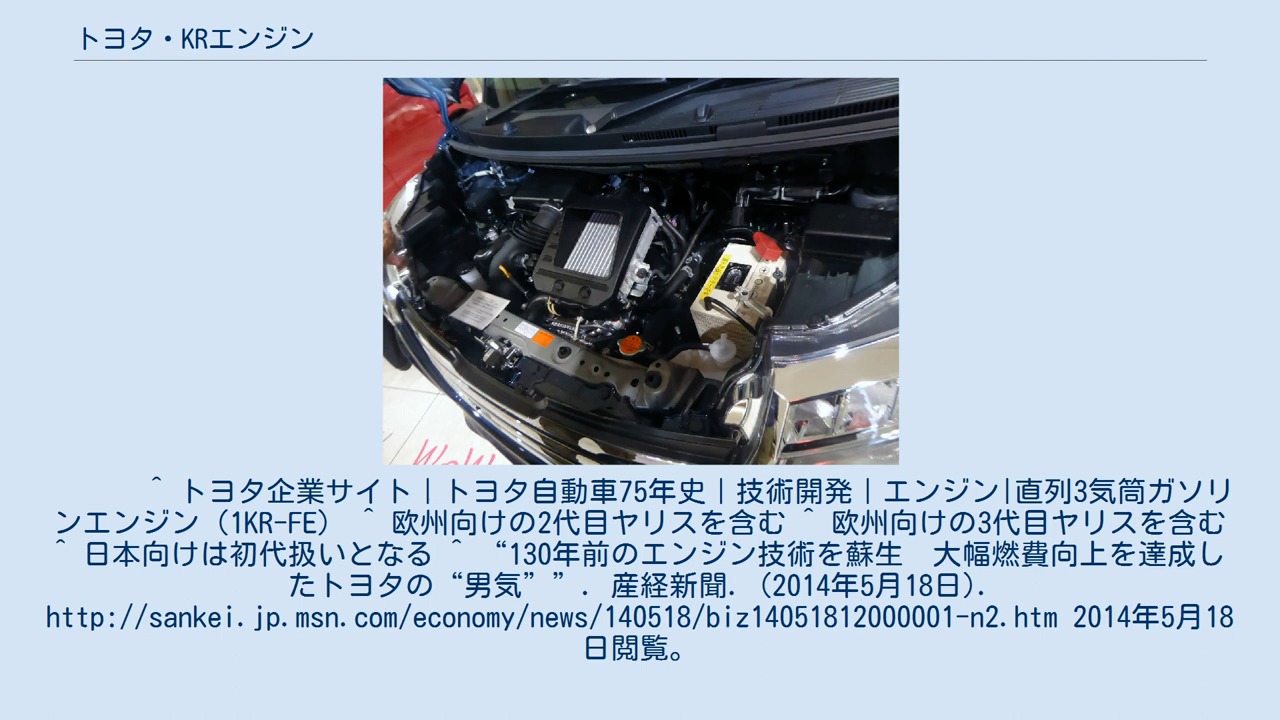 トヨタ・KRエンジン
WoW
＾ トヨタ企業サイト｜トヨタ自動車75年史｜技術開発｜エンジン|直列3気筒ガソリ
ンエンジン（1KR-FE） ＾ 欧州向けの2代目ヤリスを含む ＾ 欧州向けの3代目ヤリスを含む
＾ 日本向けは初代扱いとなる ＾ “130年前のエンジン技術を蘇生　大幅燃費向上を達成し
たトヨタの“男気””. 産経新聞. (2014年5月18日).
http://sankei.jp.msn.com/economy/news/140518/biz14051812000001-n2.htm 2014年5月18
日閲覧。